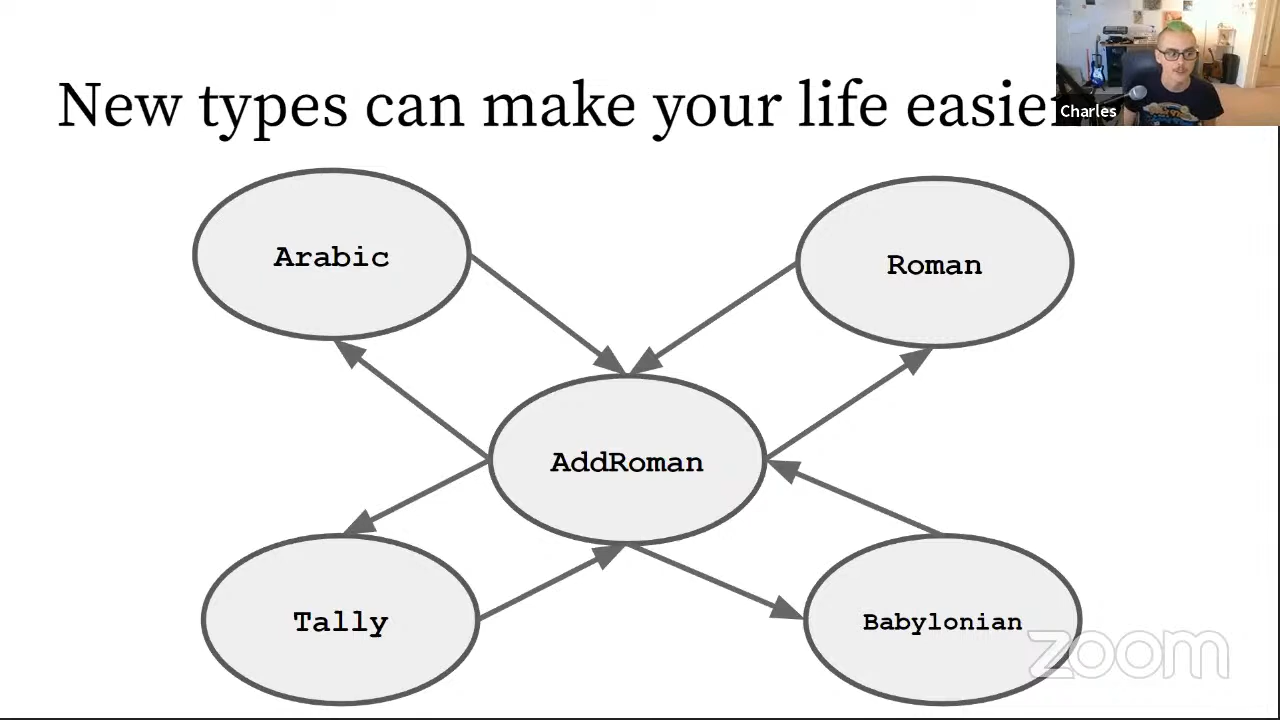 New types can make your life easie
Charles
Arabic
Roman
AddRoman
Tally
Babylonian
zoom